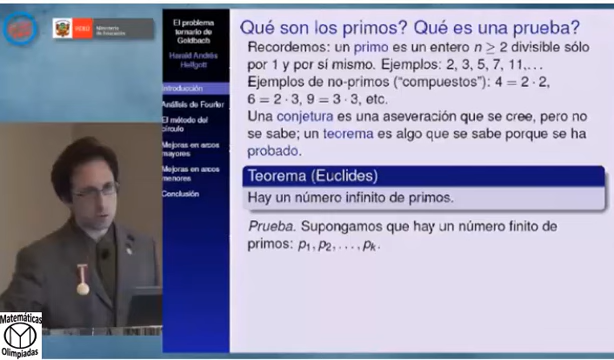 PERÚ
Ministerio
de Educación
El problema
ternario de
Goldbach
Harald Andrés
Helfgott
Introducción
Análisis de Fourier
El método del
círculo
Mejoras en arcos
mayores
Mejoras en arcos
menores
Conclusión
Qué son los primos? Qué es una prueba?
Recordemos: un primo es un entero n ≥ 2 divisible sólo
por 1 y por sí mismo. Ejemplos: 2, 3, 5, 7, 11,...
Ejemplos de no-primos ("compuestos"): 4 = 2 · 2,
6 = 2 · 3, 9 = 3 · 3, etc.
Una conjetura es una aseveración que se cree, pero no
se sabe; un teorema es algo que se sabe porque se ha
probado.
Teorema (Euclides)
Hay un número infinito de primos.
Prueba. Supongamos que hay un número finito de
primos: p₁, p₂, . . . , pₖ.
Matemáticas
Olimpiadas